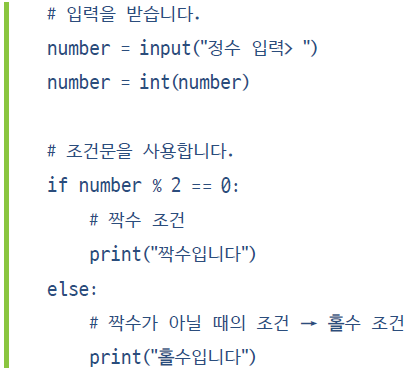 # 입력을 받습니다.
number = input("정수 입력> ")
number = int(number)
# 조건문을 사용합니다.
if number % 2 == 0:
# 짝수 조건
print("짝수입니다")
else:
# 짝수가 아닐 때의 조건 → 홀수 조건
print("홀수입니다")